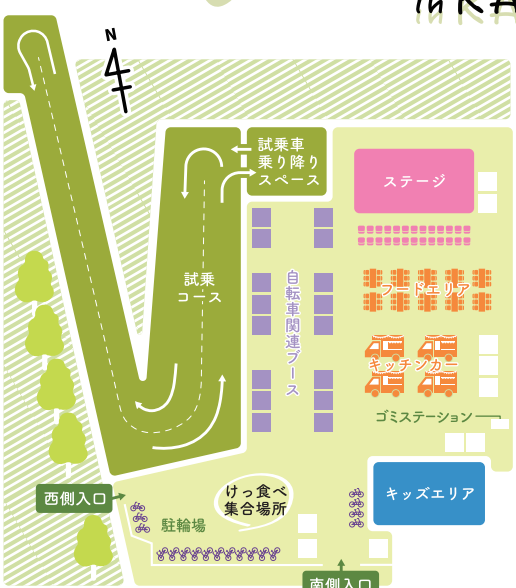 N
試乗車
乗り降り
スペース
ステージ
試乗
コース
自転車関連ブース
フードエリア
キッチンカー
ゴミステーション
キッズエリア
西側入口
けっ食べ
集合場所
駐輪場
南側入口